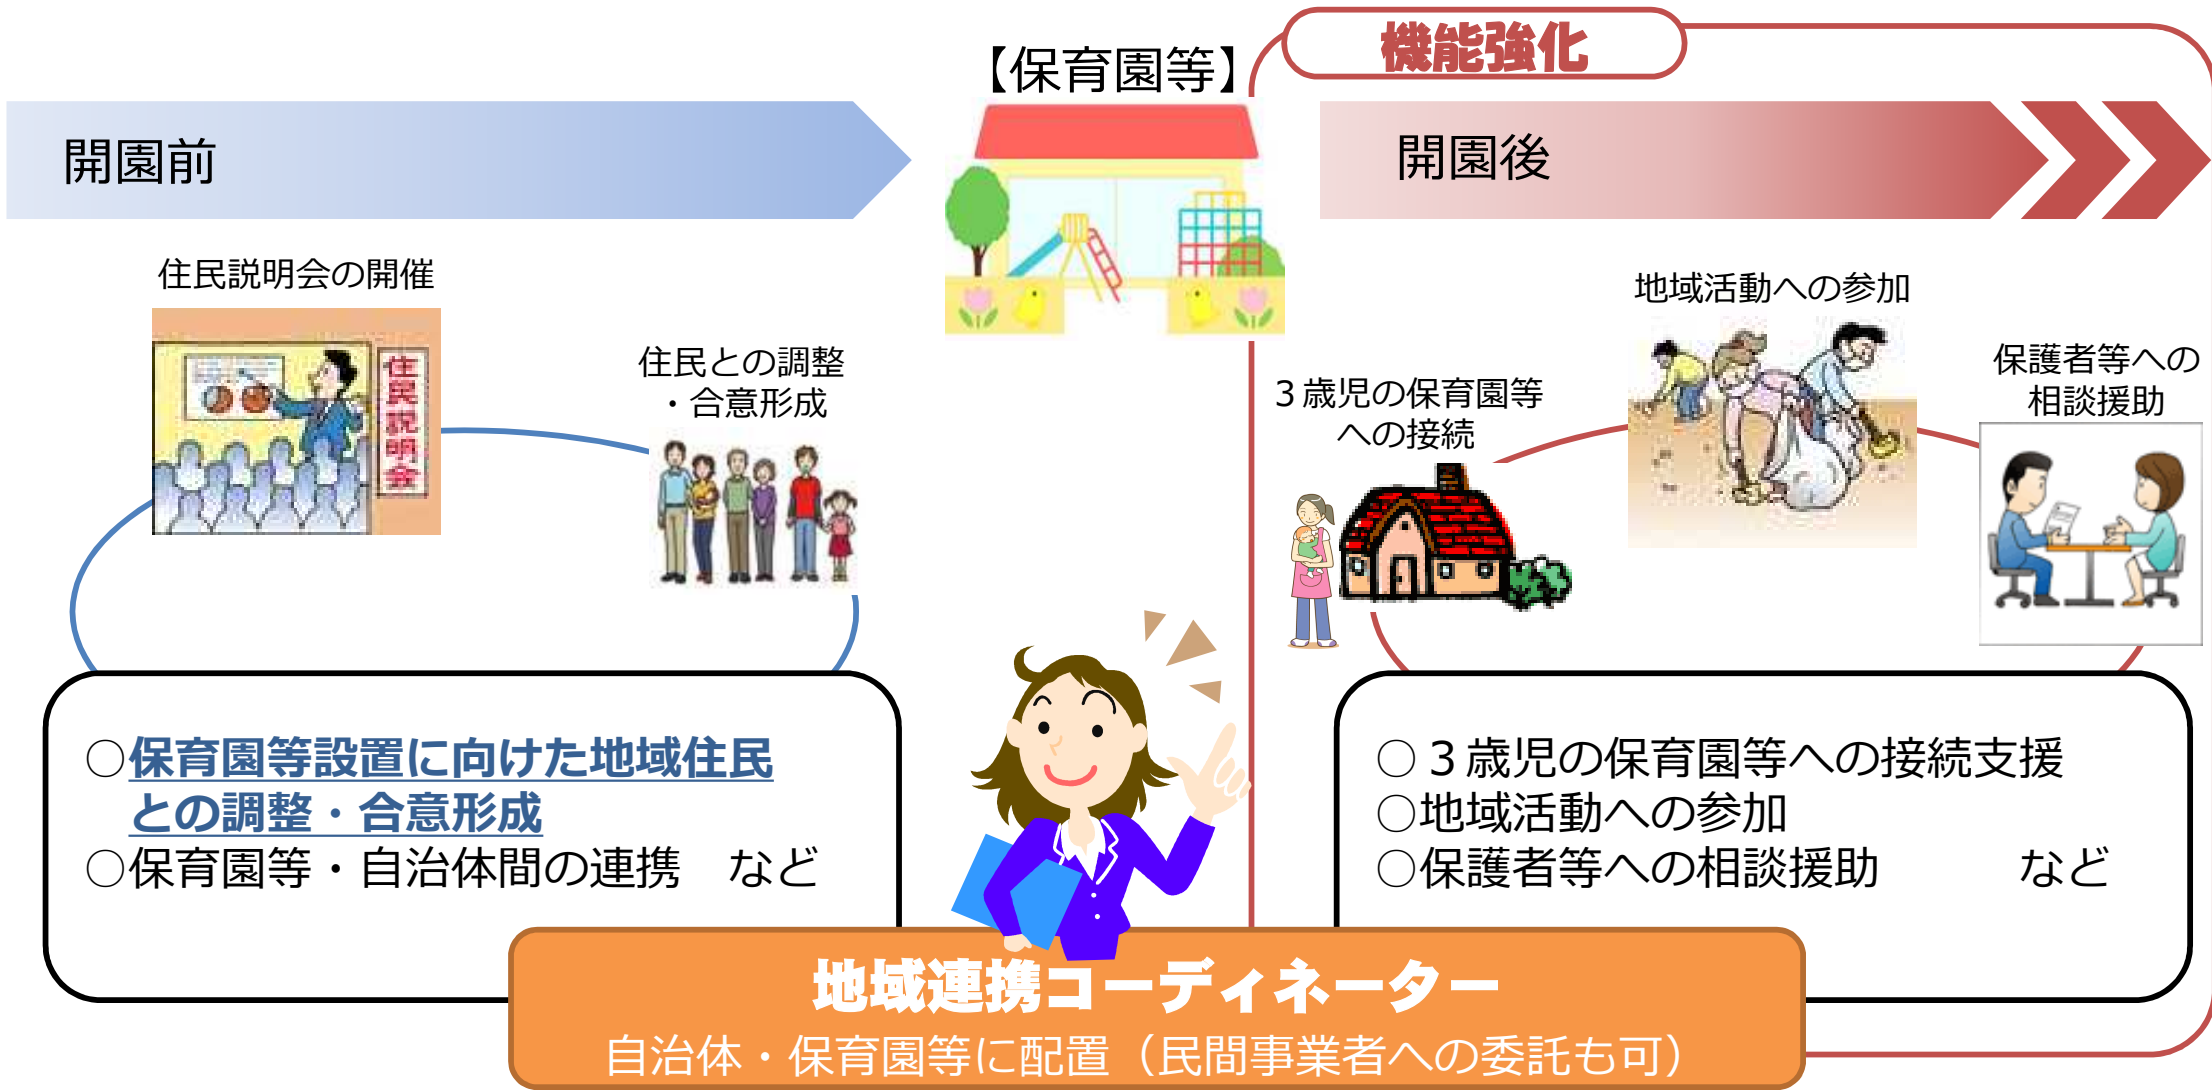 機能強化
【保育園等】
開園前
開園後
住民説明会の開催
住民説明会
住民との調整
・合意形成
３歳児の保育園等
への接続
地域活動への参加
保護者等への
相談援助
○保育園等設置に向けた地域住民
との調整・合意形成
○保育園等・自治体間の連携　など
○３歳児の保育園等への接続支援
○地域活動への参加
○保護者等への相談援助　　　など
地域連携コーディネーター
自治体・保育園等に配置（民間事業者への委託も可）